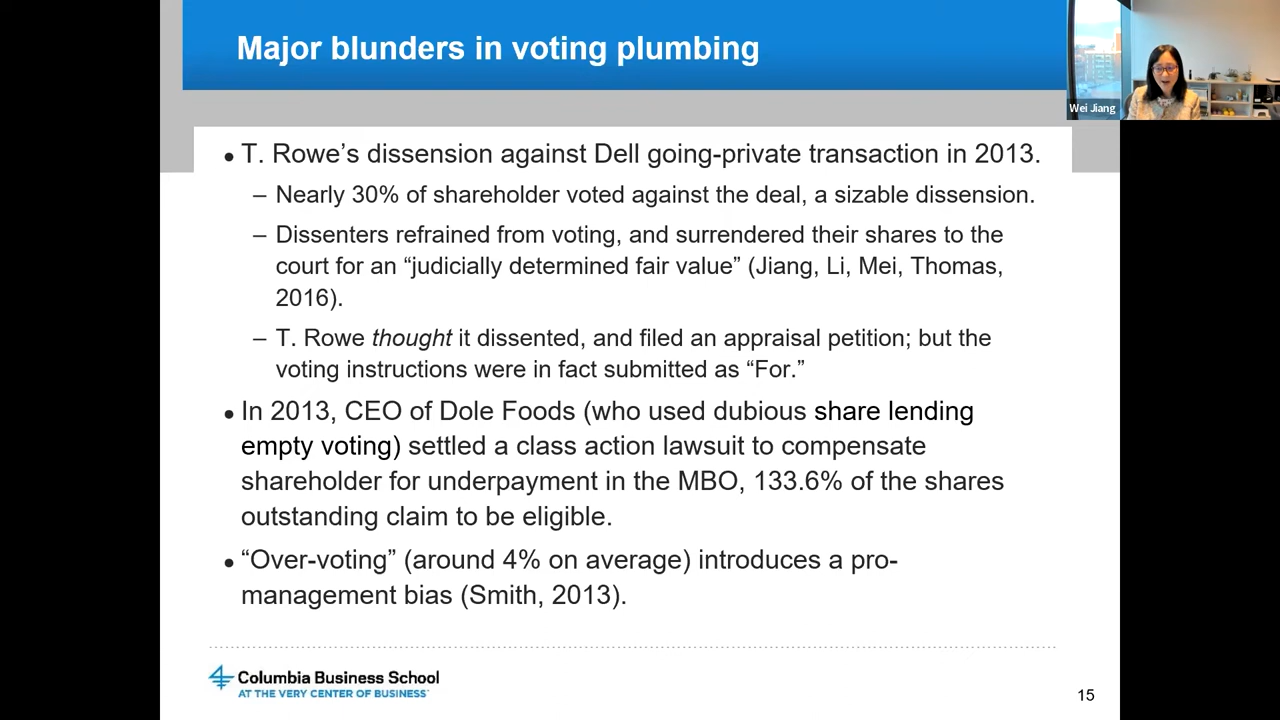 Major blunders in voting plumbing
Wei Jiang
• T. Rowe’s dissension against Dell going-private transaction in 2013.
– Nearly 30% of shareholder voted against the deal, a sizable dissension.
– Dissenters refrained from voting, and surrendered their shares to the
court for an “judicially determined fair value” (Jiang, Li, Mei, Thomas,
2016).
– T. Rowe thought it dissented, and filed an appraisal petition; but the
voting instructions were in fact submitted as “For.”
• In 2013, CEO of Dole Foods (who used dubious share lending
empty voting) settled a class action lawsuit to compensate
shareholder for underpayment in the MBO, 133.6% of the shares
outstanding claim to be eligible.
• “Over-voting” (around 4% on average) introduces a pro-
management bias (Smith, 2013).
Columbia Business School
AT THE VERY CENTER OF BUSINESS
15